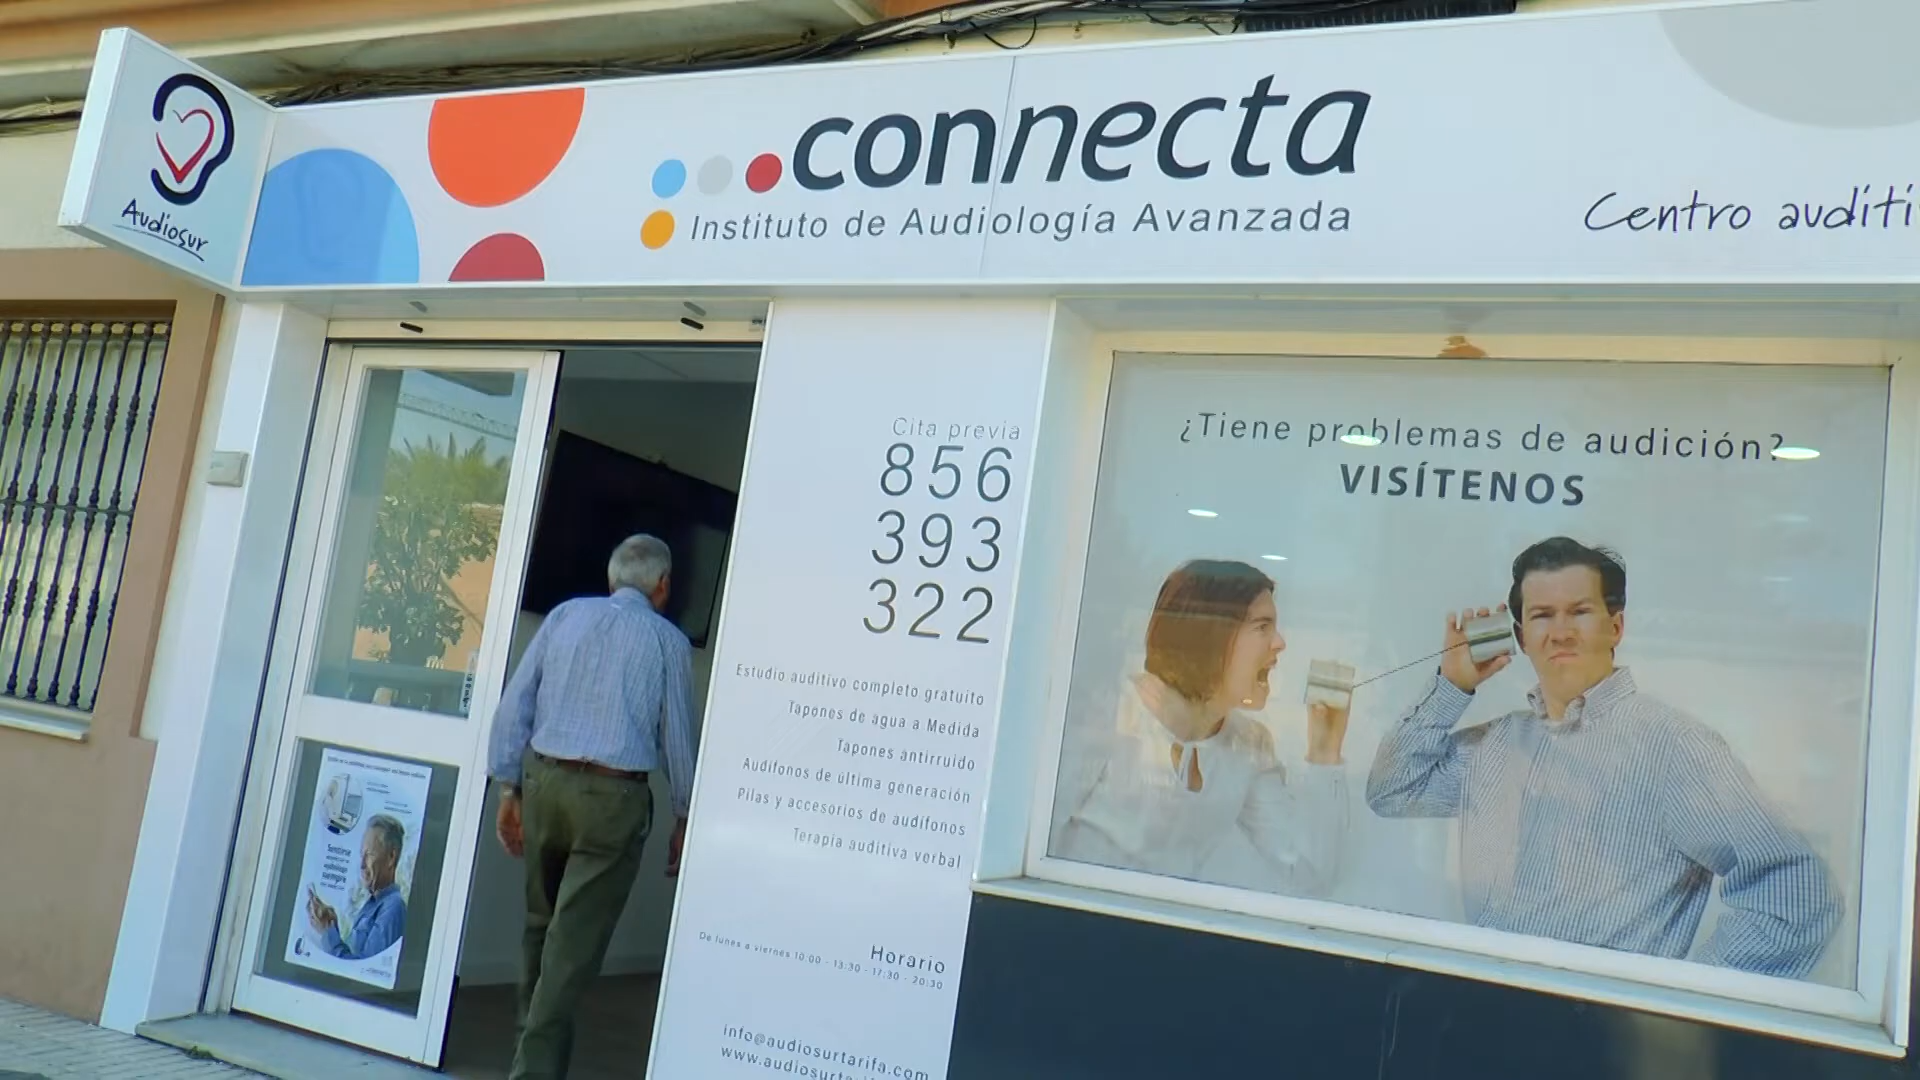 Audiosur
connecta
Instituto de Audiología Avanzada
Centro auditi
Cita previa
856
393
322
Estudio auditivo completo gratuito
Tapones de agua a Medida
Tapones antirruido
Audífonos de última generación
Pilas y accesorios de audífonos
Terapia auditiva verbal
Horario
De lunes a viernes 10:00 - 13:30 - 17:30 - 20:30
info@audiosurtarifa.com
www.audiosurta
¿Tiene problemas de audición?
VISÍTENOS
Sentirse
siempre